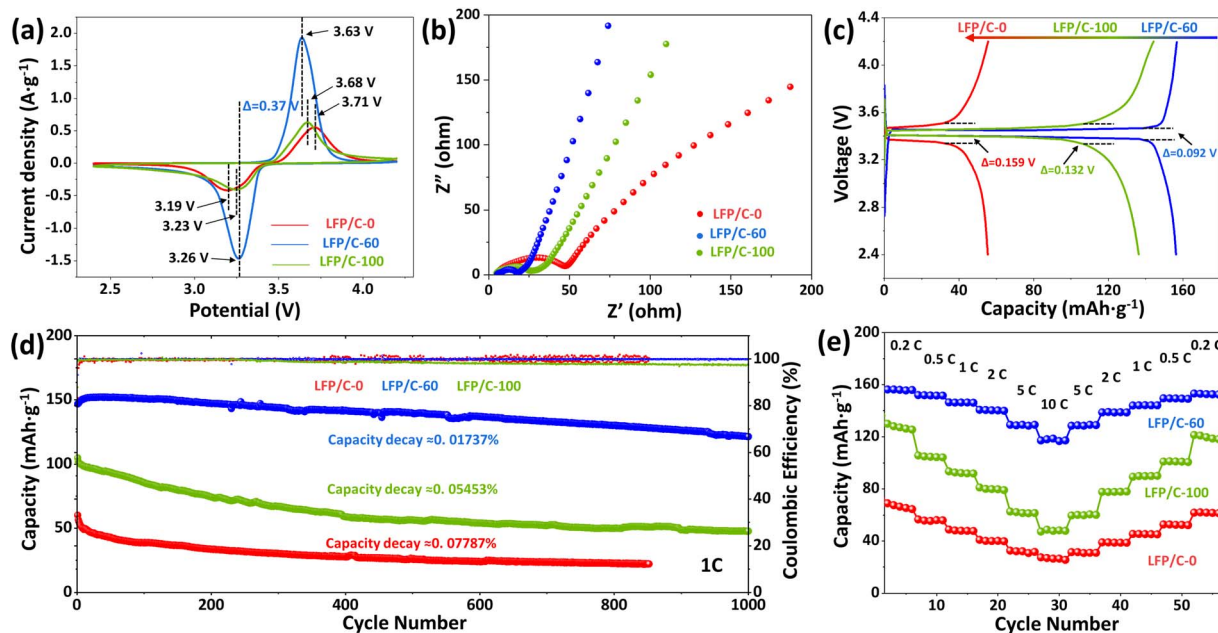 (a)
Current density (A·g⁻¹)
2.0
1.5
1.0
0.5
0.0
-0.5
-1.0
-1.5
3.63 V
3.68 V
3.71 V
Δ=0.37 V
3.19 V
3.23 V
3.26 V
LFP/C-0
LFP/C-60
LFP/C-100
2.4 3.0 3.6 4.2
Potential (V)
(b)
Z'' (ohm)
200
150
100
50
0
LFP/C-0
LFP/C-60
LFP/C-100
0 50 100 150 200
Z' (ohm)
(c)
Voltage (V)
4.4
4.0
3.6
3.2
2.8
2.4
LFP/C-0 LFP/C-100 LFP/C-60
Δ=0.159 V
Δ=0.132 V
Δ=0.092 V
0 40 80 120 160
Capacity (mAh·g⁻¹)
(d)
Capacity (mAh·g⁻¹)
200
150
100
50
0
LFP/C-0 LFP/C-60 LFP/C-100
Capacity decay ≈0. 01737%
Capacity decay ≈0. 05453%
Capacity decay ≈0. 07787%
1C
100
80
60
40
20
0
Coulombic Efficiency (%)
0 200 400 600 800 1000
Cycle Number
(e)
Capacity (mAh·g⁻¹)
200
160
120
80
40
0
0.2 C
0.5 C
1 C
2 C
5 C
10 C
5 C
2 C
1 C
0.5 C
0.2 C
LFP/C-60
LFP/C-100
LFP/C-0
10 20 30 40 50
Cycle Number